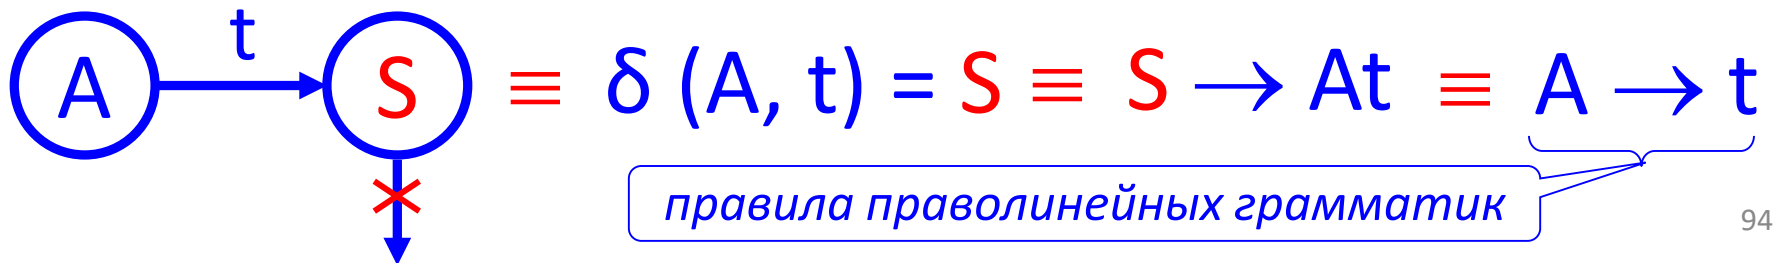 t
A S ≡ δ (A, t) = S ≡ S → At ≡ A → t
правила праволинейных грамматик
94